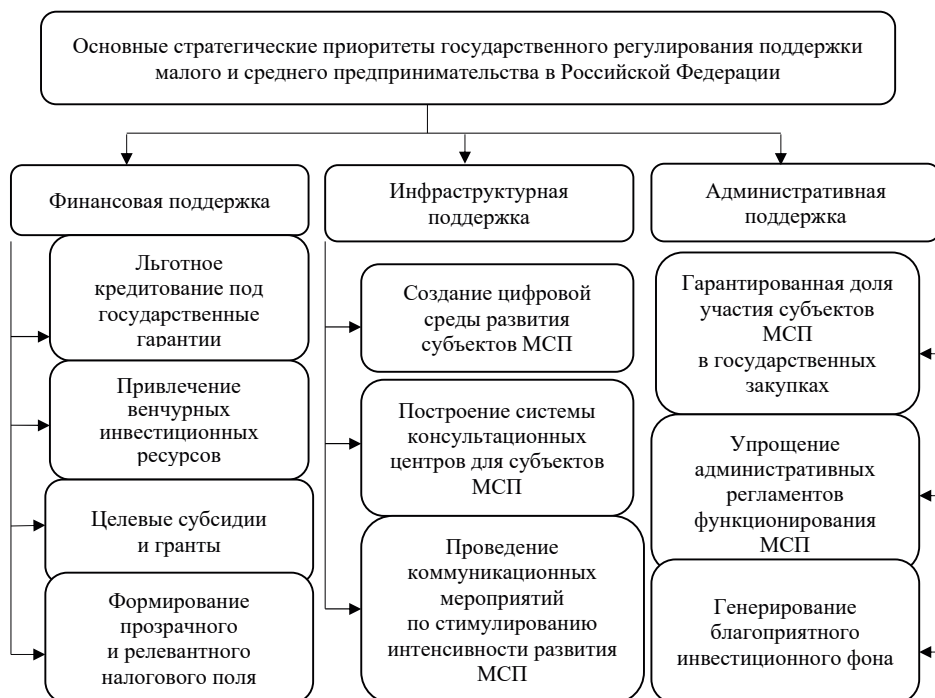 Основные стратегические приоритеты государственного регулирования поддержки
малого и среднего предпринимательства в Российской Федерации
Финансовая поддержка
Льготное
кредитование под
государственные
гарантии
Привлечение
венчурных
инвестиционных
ресурсов
Целевые субсидии
и гранты
Формирование
прозрачного
и релевантного
налогового поля
Инфраструктурная
поддержка
Создание цифровой
среды развития
субъектов МСП
Построение системы
консультационных
центров для субъектов
МСП
Проведение
коммуникационных
мероприятий
по стимулированию
интенсивности развития
МСП
Административная
поддержка
Гарантированная доля
участия субъектов
МСП
в государственных
закупках
Упрощение
административных
регламентов
функционирования
МСП
Генерирование
благоприятного
инвестиционного фона